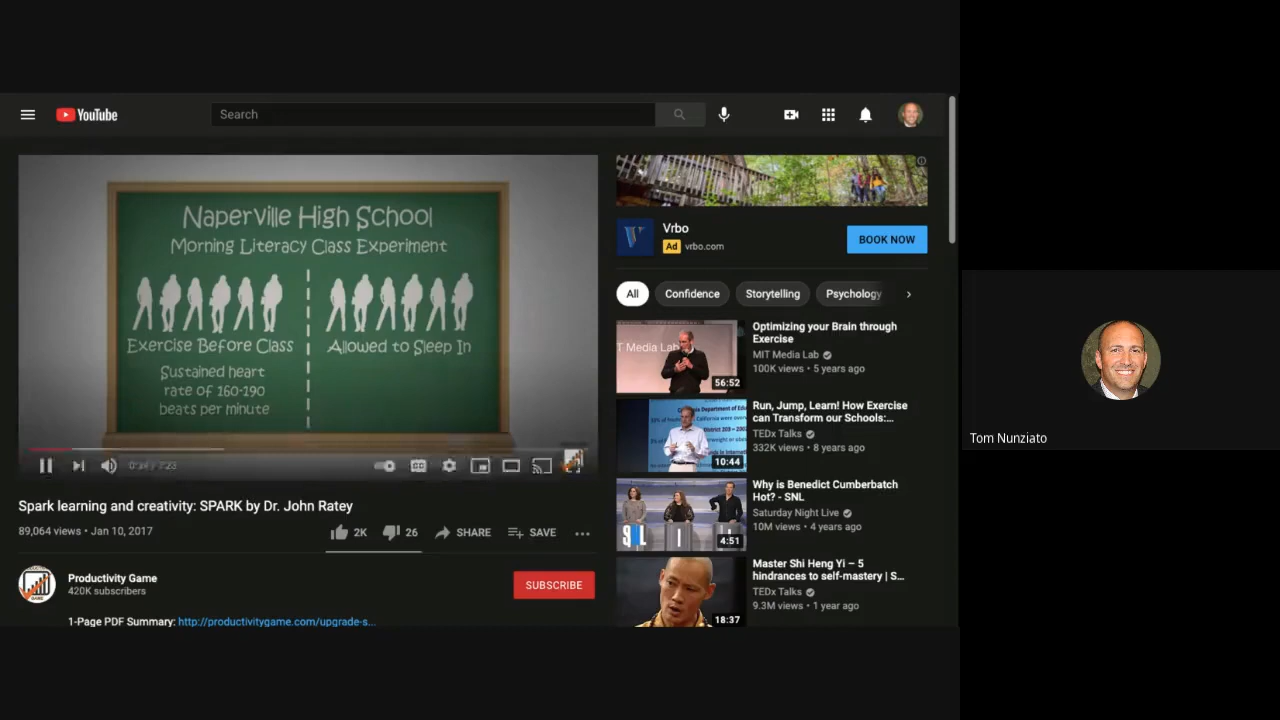 YouTube
Search
Naperville High School
Morning Literacy Class Experiment
Exercise Before Class
Allowed to Sleep In
Sustained heart
rate of 160-190
beats per minute
CC
Spark learning and creativity: SPARK by Dr. John Ratey
89,064 views • Jan 10, 2017
2K
26
SHARE
SAVE
Productivity Game
420K subscribers
SUBSCRIBE
1-Page PDF Summary: http://productivitygame.com/upgrade-s...
Vrbo
Ad vrbo.com
BOOK NOW
All
Confidence
Storytelling
Psychology
T Media Lab
56:52
Optimizing your Brain through
Exercise
MIT Media Lab
100K views • 5 years ago
10:44
Run, Jump, Learn! How Exercise
can Transform our Schools:...
TEDx Talks
332K views • 8 years ago
4:51
Why is Benedict Cumberbatch
Hot? - SNL
Saturday Night Live
10M views • 4 years ago
18:37
Master Shi Heng Yi – 5
hindrances to self-mastery | S...
TEDx Talks
9.3M views • 1 year ago
Tom Nunziato